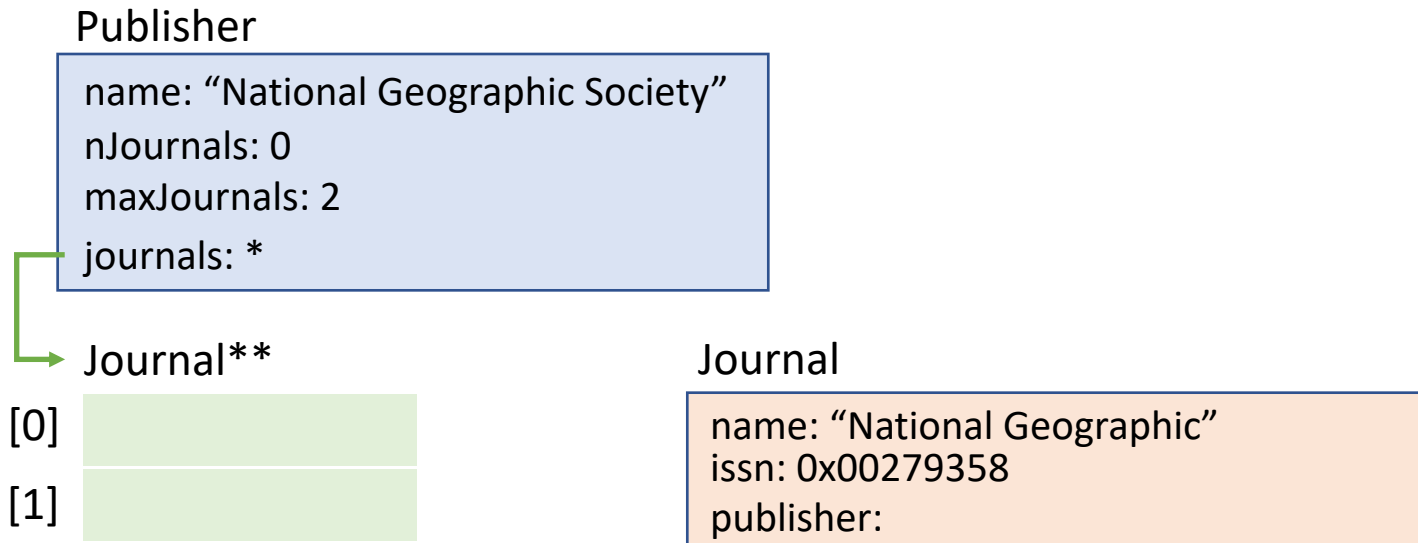 Publisher
name: “National Geographic Society”
nJournals: 0
maxJournals: 2
journals: *
Journal**
[0]
[1]
Journal
name: “National Geographic”
issn: 0x00279358
publisher: